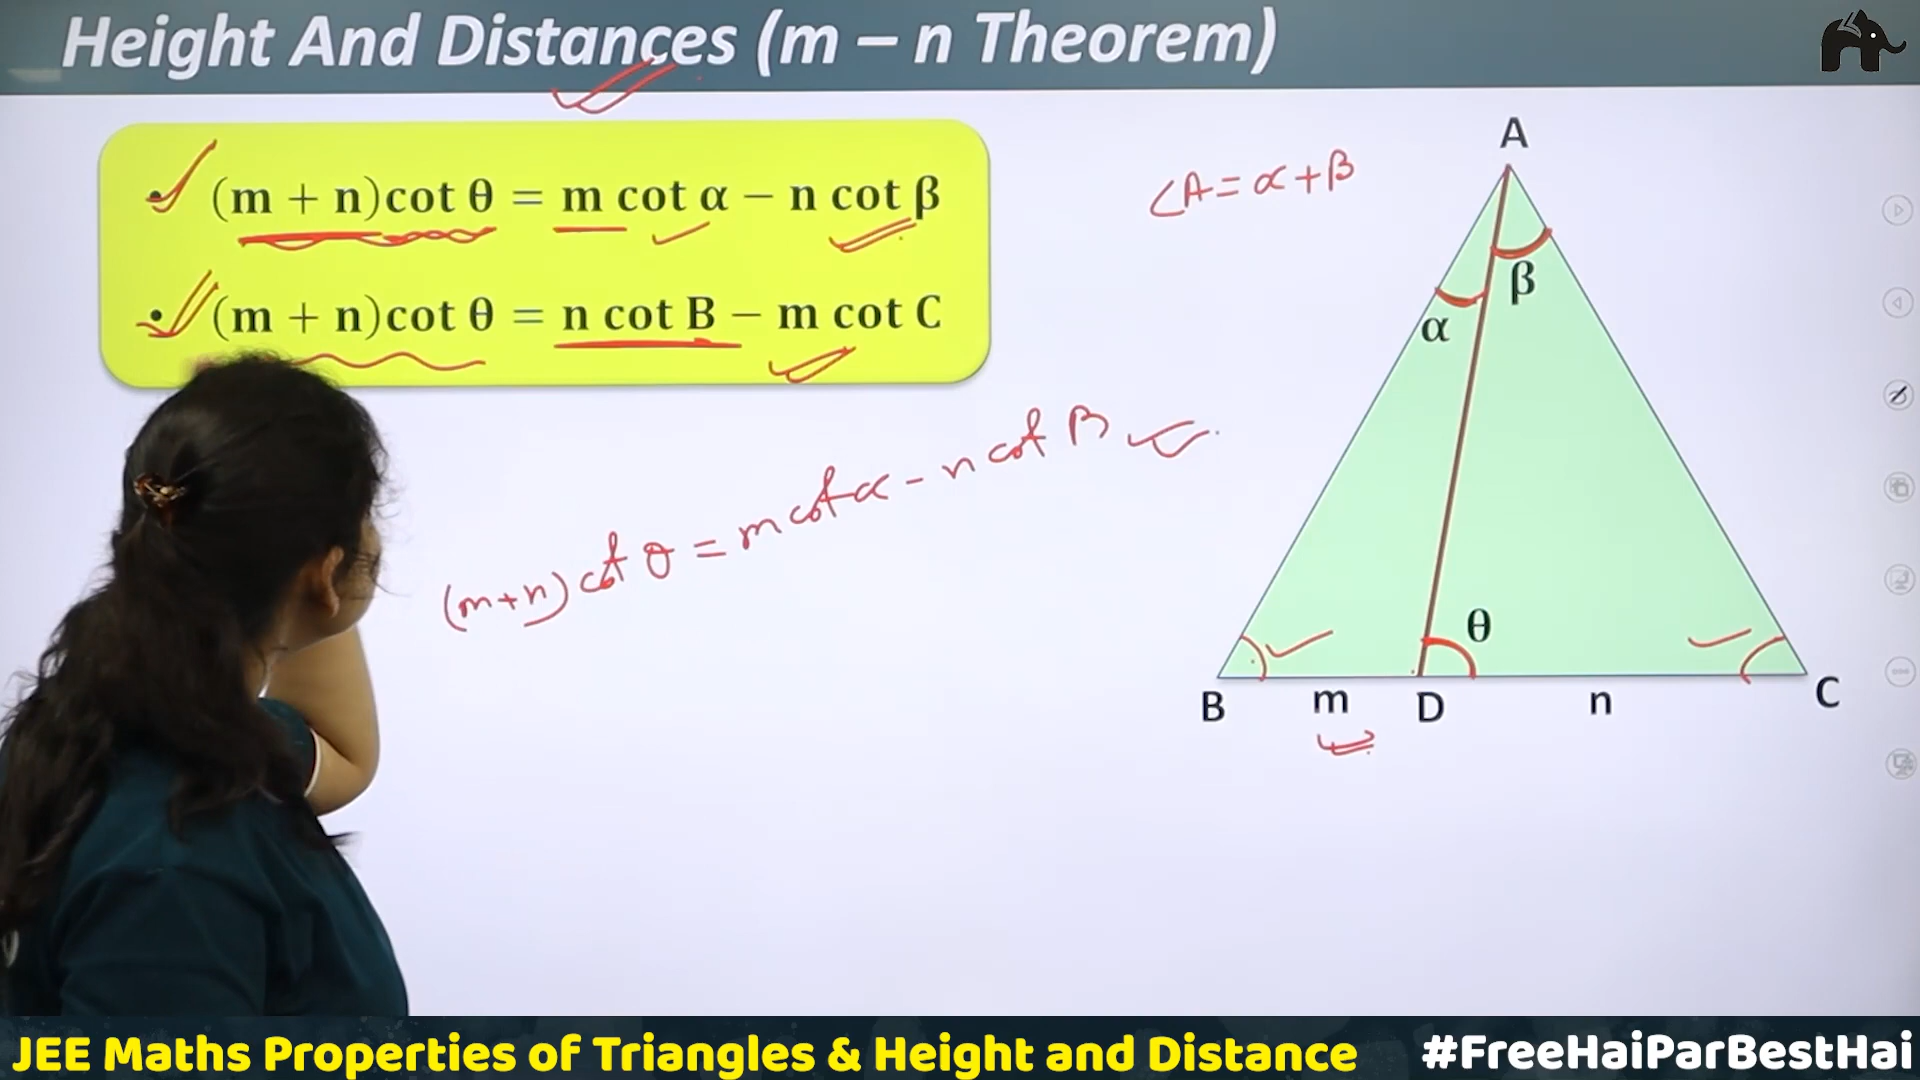 Height And Distances (m – n Theorem)
• (m + n)cot θ = m cot α − n cot β
• (m + n)cot θ = n cot B − m cot C
(m+n) cot θ = m cot α - n cot β
∠A = α + β
A
β
α
θ
B m D n C
JEE Maths Properties of Triangles & Height and Distance #FreeHaiParBestHai